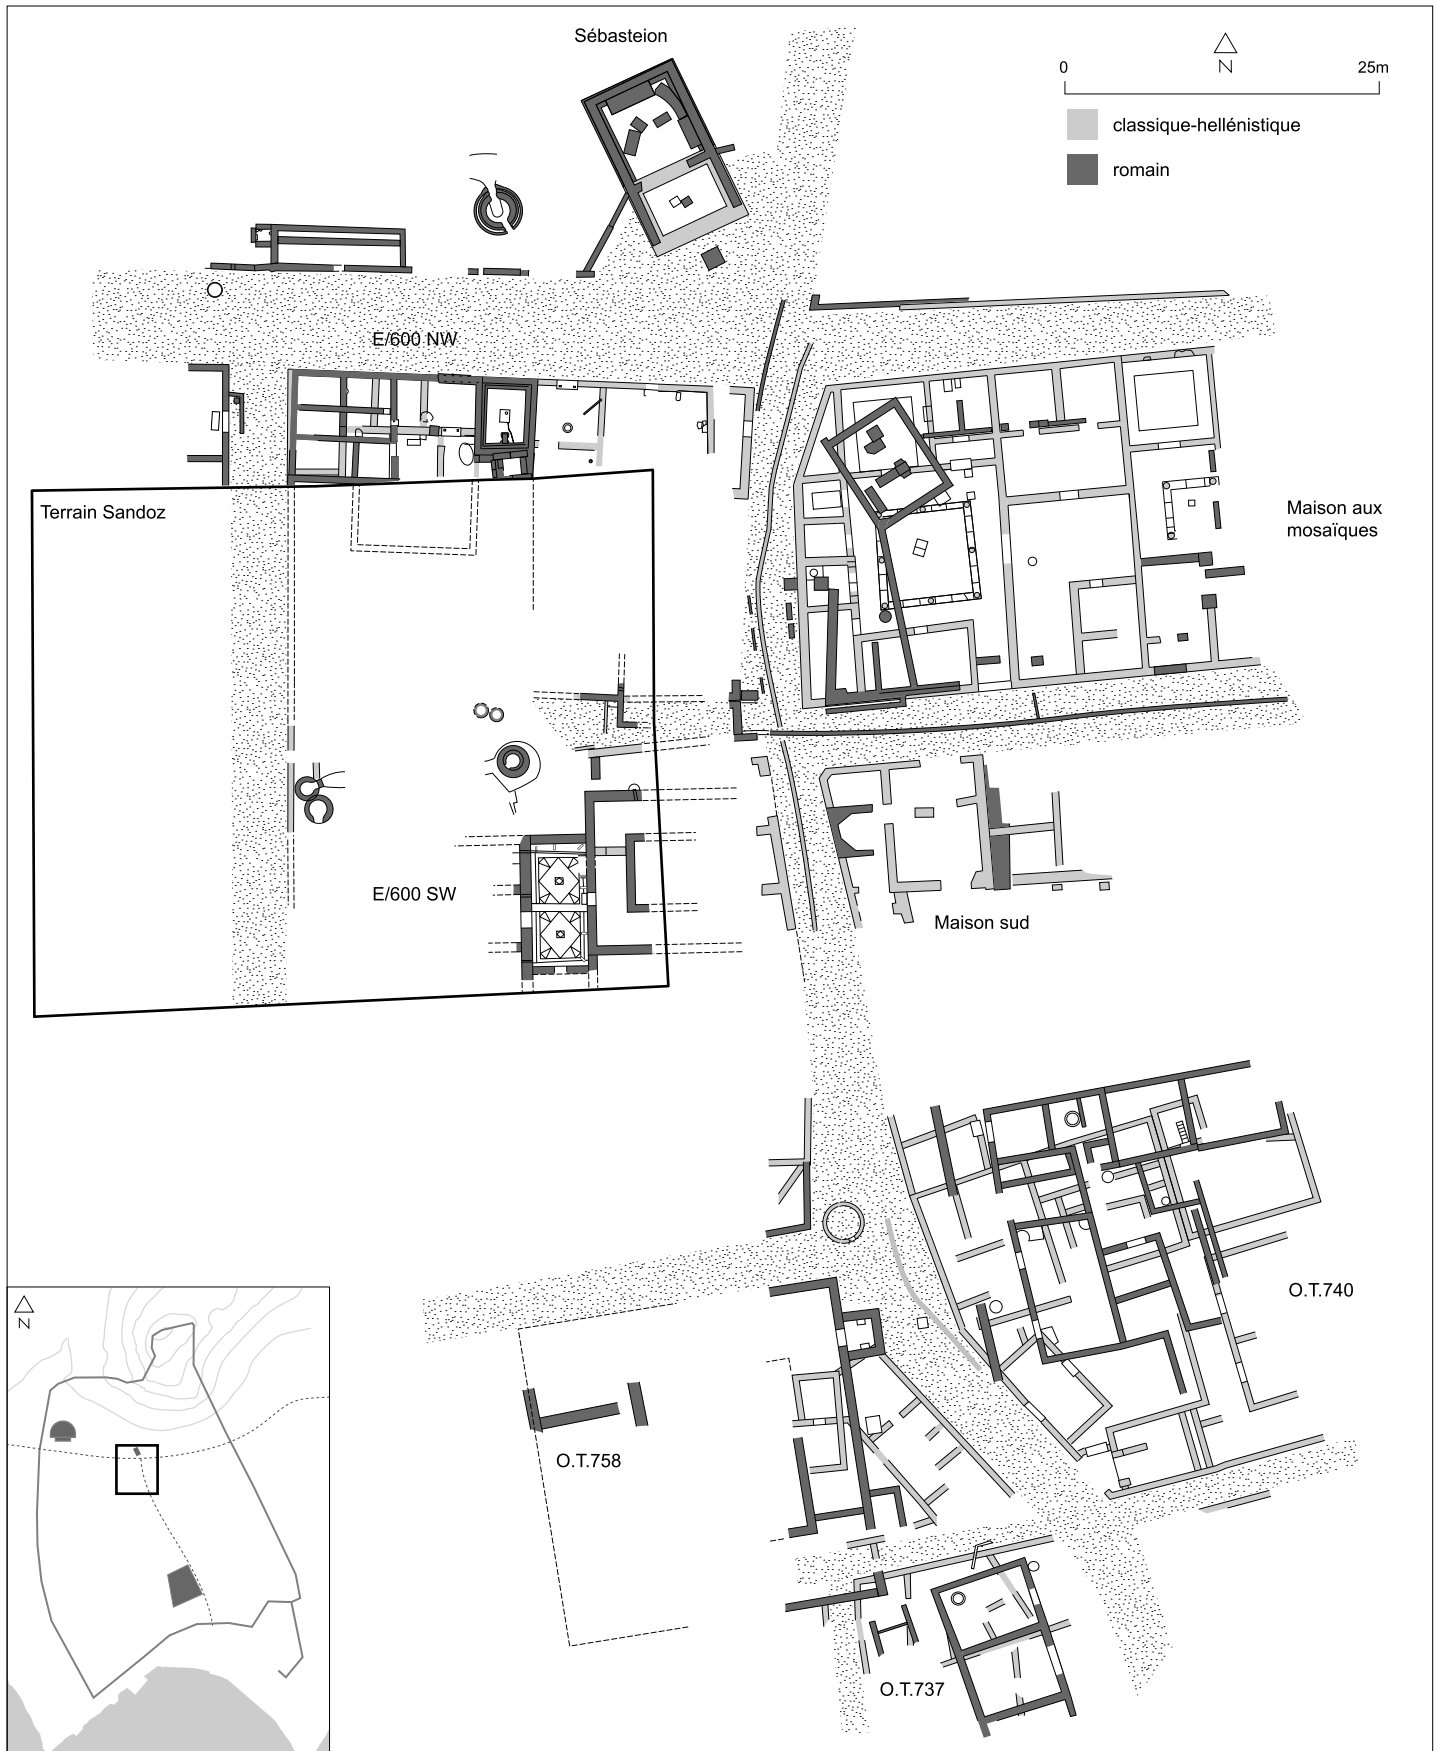 Sébasteion
0
N
25m
classique-hellénistique
romain
E/600 NW
Terrain Sandoz
Maison aux
mosaïques
E/600 SW
Maison sud
O.T.740
N
O.T.758
O.T.737